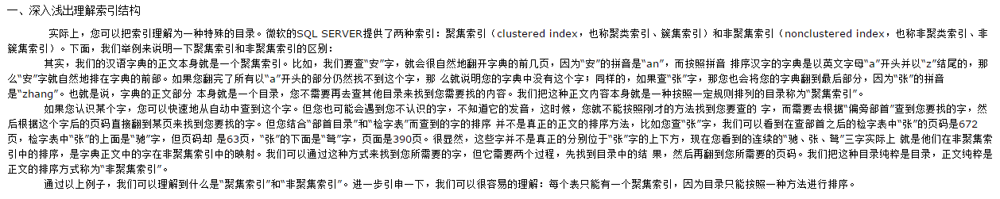 一、深入浅出理解索引结构
实际上，您可以把索引理解为一种特殊的目录。微软的SQL SERVER提供了两种索引：聚集索引（clustered index，也称聚类索引、簇集索引）和非聚集索引（nonclustered index，也称非聚类索引、非
簇集索引）。下面，我们举例来说明一下聚集索引和非聚集索引的区别：
其实，我们的汉语字典的正文本身就是一个聚集索引。比如，我们要查“安”字，就会很自然地翻开字典的前几页，因为“安”的拼音是“an”，而按照拼音 排序汉字的字典是以英文字母“a”开头并以“z”结尾的，那
么“安”字就自然地排在字典的前部。如果您翻完了所有以“a”开头的部分仍然找不到这个字，那 么就说明您的字典中没有这个字；同样的，如果查“张”字，那您也会将您的字典翻到最后部分，因为“张”的拼音
是“zhang”。也就是说，字典的正文部分 本身就是一个目录，您不需要再去查其他目录来找到您需要找的内容。我们把这种正文内容本身就是一种按照一定规则排列的目录称为“聚集索引”。
如果您认识某个字，您可以快速地从自动中查到这个字。但您也可能会遇到您不认识的字，不知道它的发音，这时候，您就不能按照刚才的方法找到您要查的 字，而需要去根据“偏旁部首”查到您要找的字，然
后根据这个字后的页码直接翻到某页来找到您要找的字。但您结合“部首目录”和“检字表”而查到的字的排序 并不是真正的正文的排序方法，比如您查“张”字，我们可以看到在查部首之后的检字表中“张”的页码是672
页，检字表中“张”的上面是“驰”字，但页码却 是63页，“张”的下面是“弩”字，页面是390页。很显然，这些字并不是真正的分别位于“张”字的上下方，现在您看到的连续的“驰、张、弩”三字实际上 就是他们在非聚集索
引中的排序，是字典正文中的字在非聚集索引中的映射。我们可以通过这种方式来找到您所需要的字，但它需要两个过程，先找到目录中的结 果，然后再翻到您所需要的页码。我们把这种目录纯粹是目录，正文纯粹是
正文的排序方式称为“非聚集索引”。
通过以上例子，我们可以理解到什么是“聚集索引”和“非聚集索引”。进一步引申一下，我们可以很容易的理解：每个表只能有一个聚集索引，因为目录只能按照一种方法进行排序。